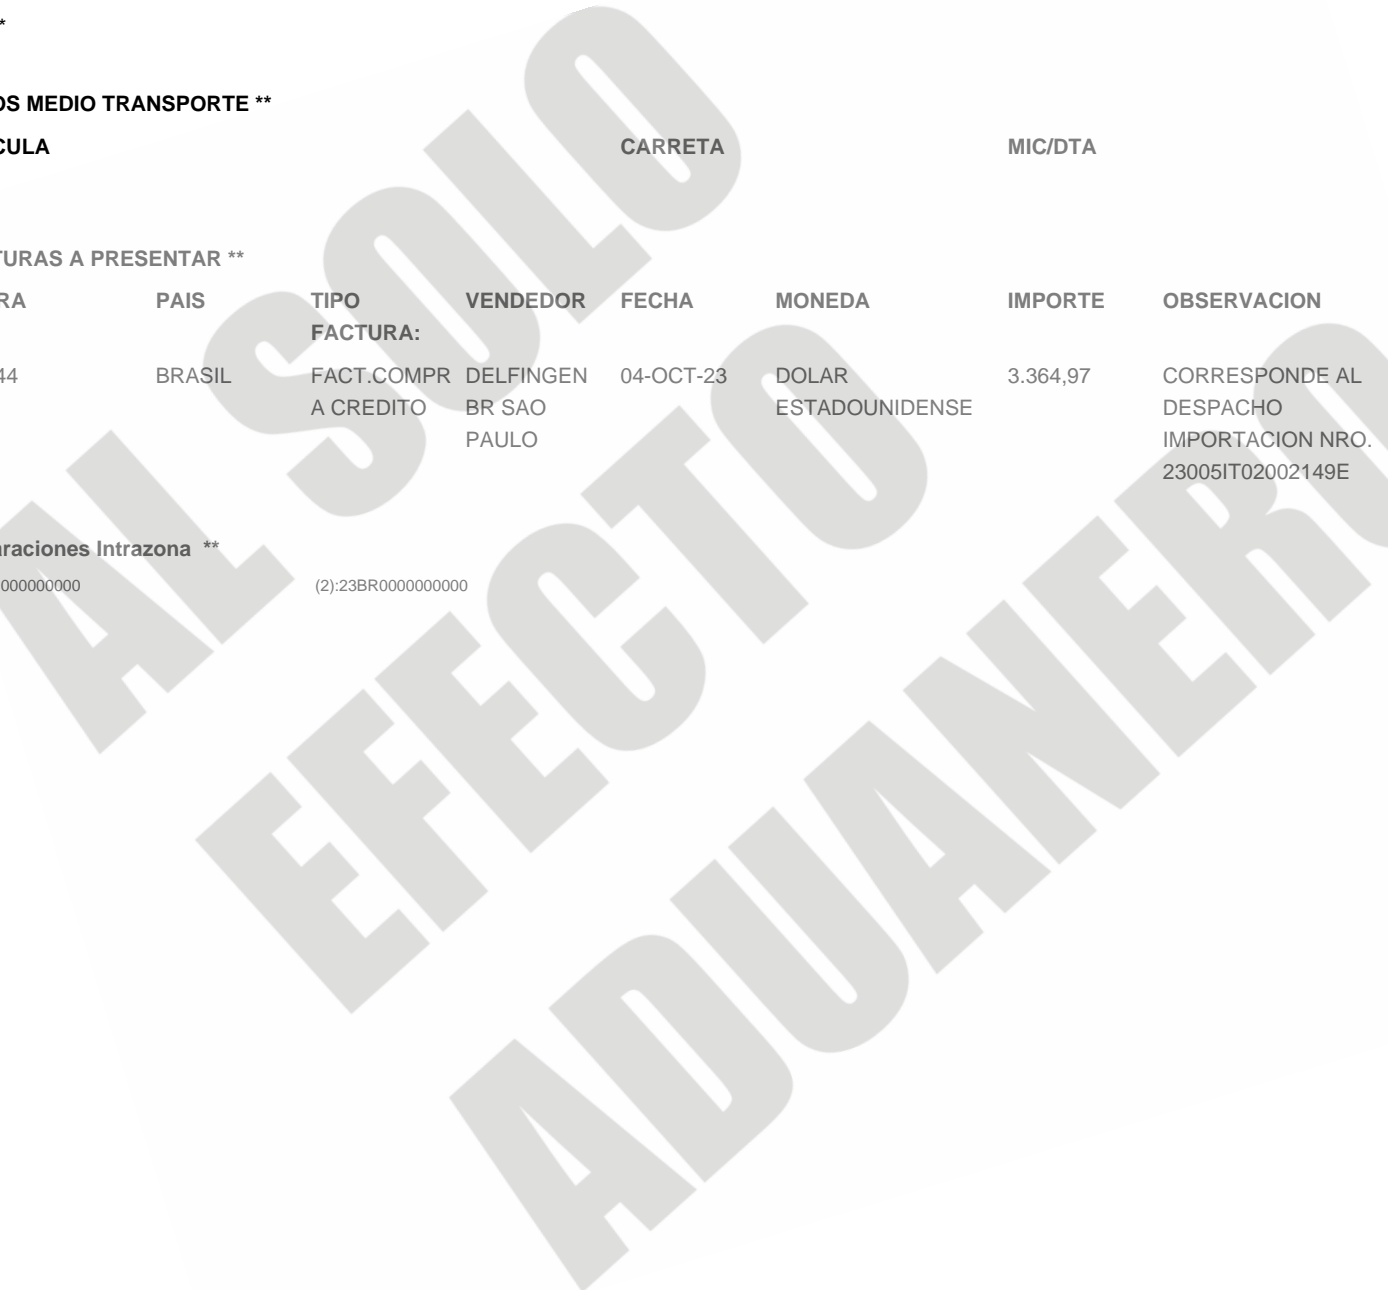 *
OS MEDIO TRANSPORTE **
CULA CARRETA MIC/DTA
TURAS A PRESENTAR **
RA PAIS TIPO VENDEDOR FECHA MONEDA IMPORTE OBSERVACION
FACTURA:
44 BRASIL FACT.COMPR DELFINGEN 04-OCT-23 DOLAR 3.364,97 CORRESPONDE AL
A CREDITO BR SAO ESTADOUNIDENSE DESPACHO
PAULO IMPORTACION NRO.
23005IT02002149E
araciones Intrazona **
000000000 (2):23BR0000000000
AL SOLO
EFECTO
ADUANERO